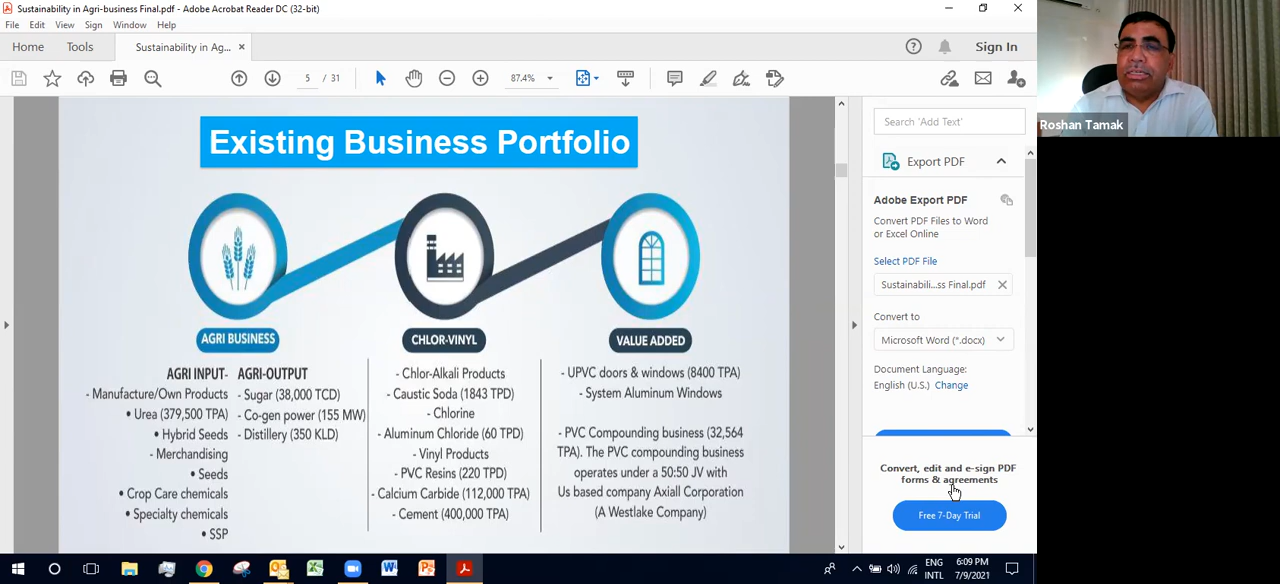 Sustainability in Agri-business Final.pdf - Adobe Acrobat Reader DC (32-bit)
File Edit View Sign Window Help
Home Tools Sustainability in Ag... × Sign In
5 / 31 87.4%
Existing Business Portfolio
AGRI BUSINESS
AGRI INPUT-
- Manufacture/Own Products
• Urea (379,500 TPA)
• Hybrid Seeds
- Merchandising
• Seeds
• Crop Care chemicals
• Specialty chemicals
• SSP
AGRI-OUTPUT
- Sugar (38,000 TCD)
- Co-gen power (155 MW)
- Distillery (350 KLD)
CHLOR-VINYL
- Chlor-Alkali Products
- Caustic Soda (1843 TPD)
- Chlorine
- Aluminum Chloride (60 TPD)
- Vinyl Products
- PVC Resins (220 TPD)
- Calcium Carbide (112,000 TPA)
- Cement (400,000 TPA)
VALUE ADDED
- UPVC doors & windows (8400 TPA)
- System Aluminum Windows
- PVC Compounding business (32,564
TPA). The PVC compounding business
operates under a 50:50 JV with
Us based company Axiall Corporation
(A Westlake Company)
Search 'Add Text'
Export PDF
Adobe Export PDF
Convert PDF Files to Word
or Excel Online
Select PDF File
Sustainabili...ss Final.pdf
Convert to
Microsoft Word (*.docx)
Document Language:
English (U.S.) Change
Convert, edit and e-sign PDF
forms & agreements
Free 7-Day Trial
Roshan Tamak
ENG
INTL
6:09 PM
7/9/2021